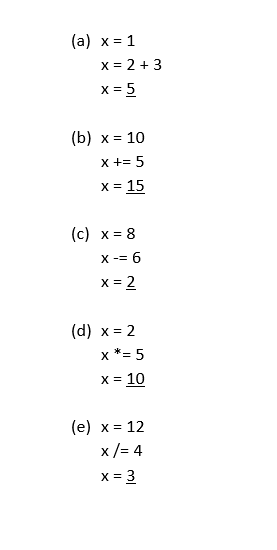 (a) x = 1
x = 2 + 3
x = 5
(b) x = 10
x += 5
x = 15
(c) x = 8
x -= 6
x = 2
(d) x = 2
x *= 5
x = 10
(e) x = 12
x /= 4
x = 3